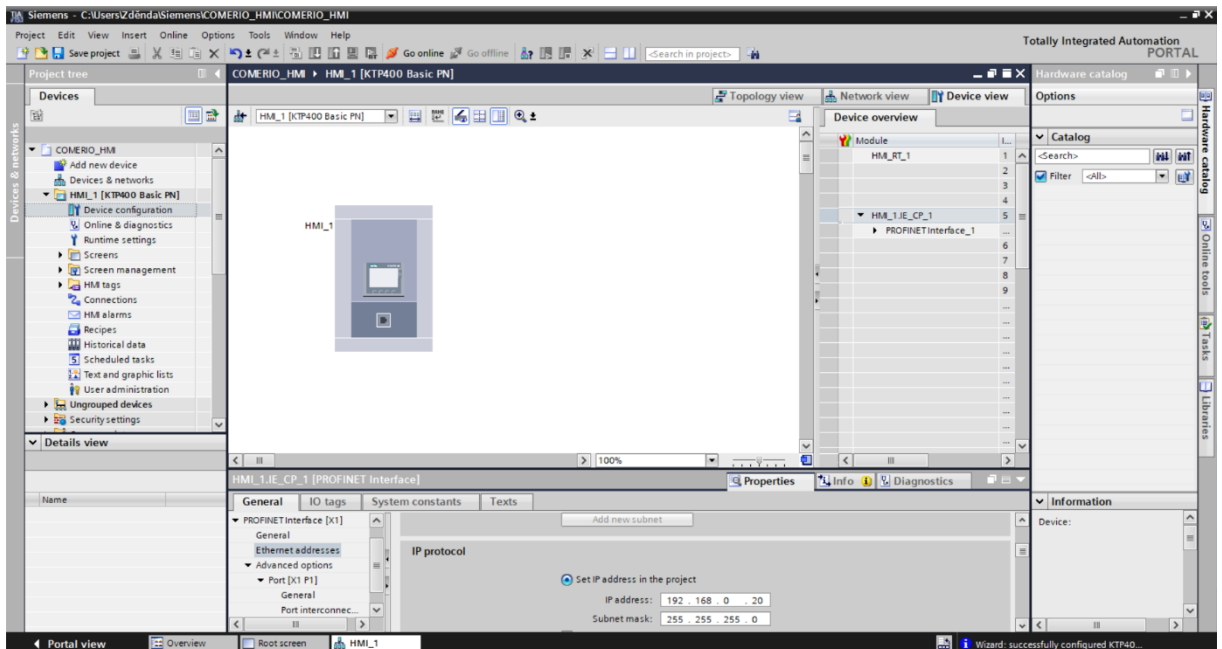 Siemens - C:\Users\Zděnda\Siemens\COMERIO_HMI\COMERIO_HMI
Project Edit View Insert Online Options Tools Window Help
Save project Go online Go offline <Search in project>
Totally Integrated Automation
PORTAL
Project tree
Devices
Devices & networks
COMERIO_HMI
Add new device
Devices & networks
HMI_1 [KTP400 Basic PN]
Device configuration
Online & diagnostics
Runtime settings
Screens
Screen management
HMI tags
Connections
HMI alarms
Recipes
Historical data
Scheduled tasks
Text and graphic lists
User administration
Ungrouped devices
Security settings
Details view
Name
COMERIO_HMI HMI_1 [KTP400 Basic PN]
Topology view Network view Device view
HMI_1 [KTP400 Basic PN]
HMI_1
100%
Device overview
Module I...
HMI_RT_1 1
2
3
4
HMI_1.IE_CP_1 5
PROFINET Interface_1 ...
6
7
8
9
...
...
...
...
...
...
...
...
...
...
HMI_1.IE_CP_1 [PROFINET Interface]
Properties Info Diagnostics
General IO tags System constants Texts
PROFINET Interface [X1]
General
Ethernet addresses
Advanced options
Port [X1 P1]
General
Port interconnec...
Add new subnet
IP protocol
Set IP address in the project
IP address: 192 . 168 . 0 . 20
Subnet mask: 255 . 255 . 255 . 0
Hardware catalog
Options
Catalog
<Search>
Filter <All>
Information
Device:
Hardware catalog
Online tools
Tasks
Libraries
Portal view Overview Root screen HMI_1
Wizard: successfully configured KTP40...